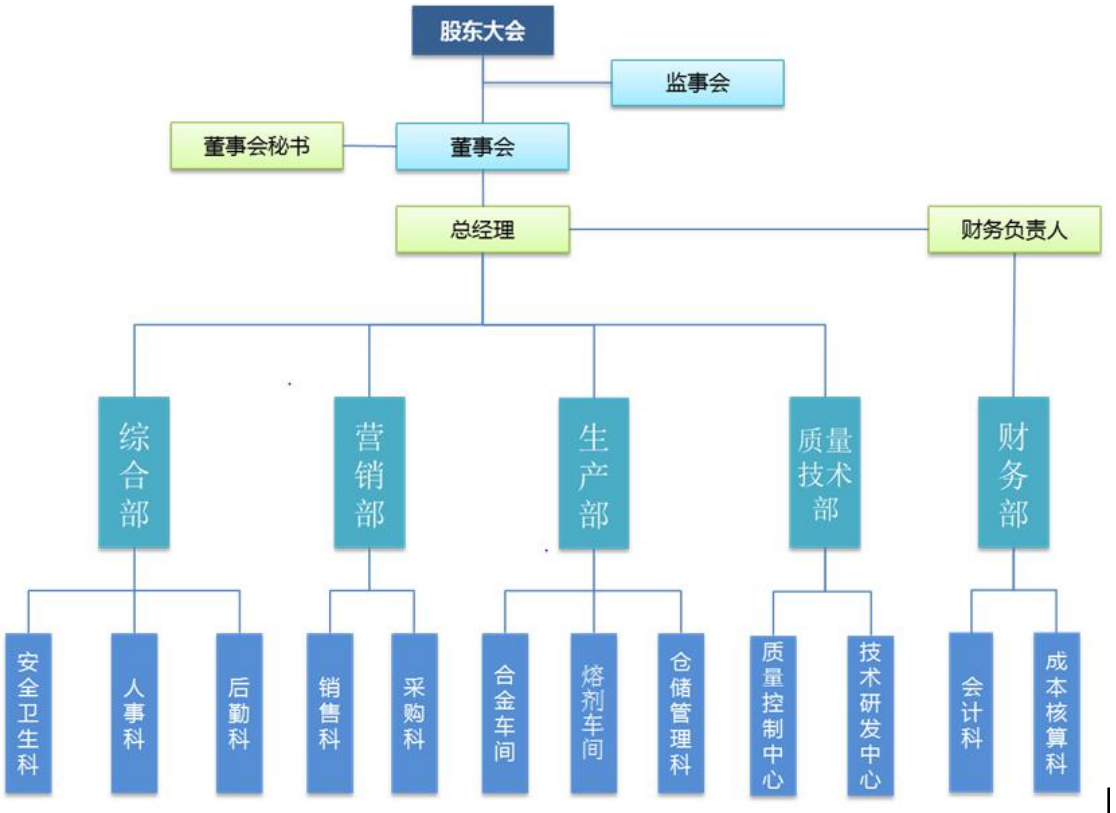 股东大会
监事会
董事会秘书
董事会
总经理
财务负责人
综合部
营销部
生产部
质量
技术
部
财务部
安全卫生科
人事科
后勤科
销售科
采购科
合金车间
熔剂车间
仓储管理科
质量控制中心
技术研发中心
会计科
成本核算科